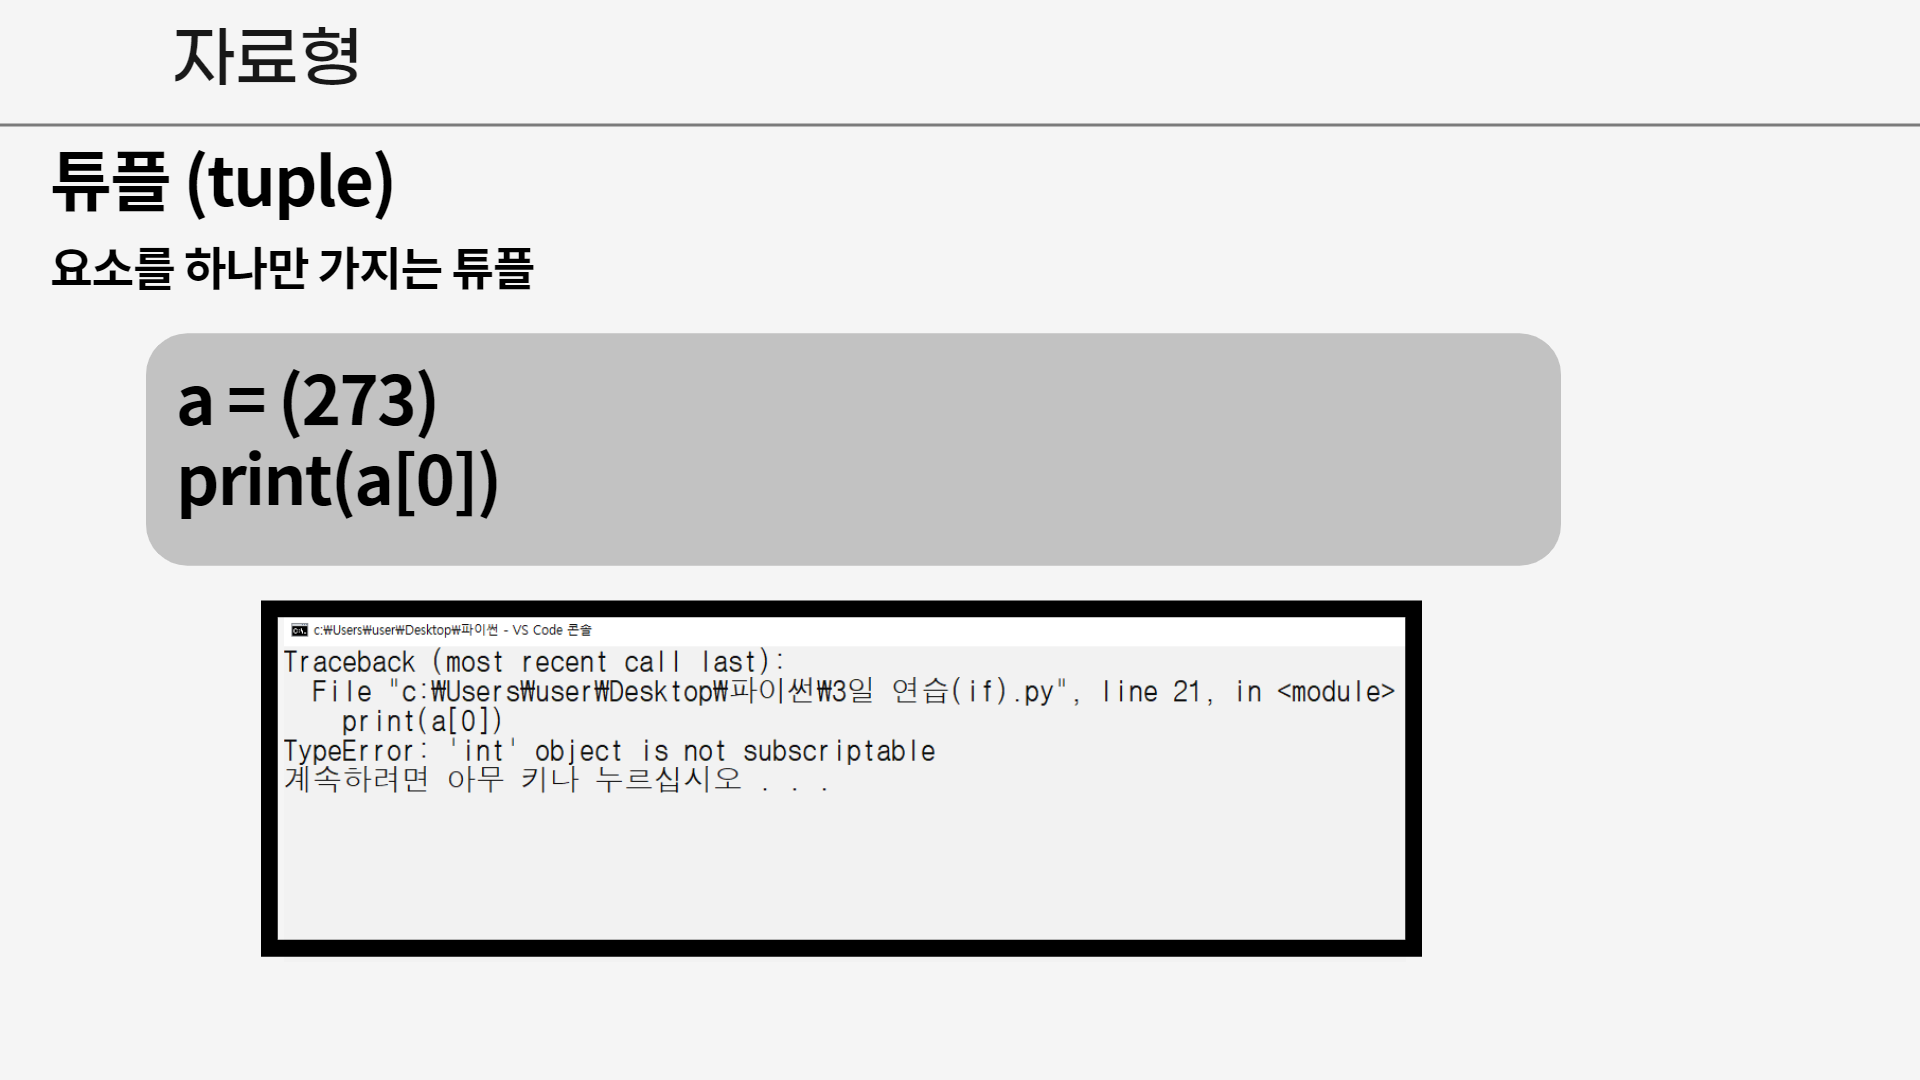 자료형
튜플 (tuple)
요소를 하나만 가지는 튜플
a = (273)
print(a[0])
c:₩Users₩user₩Desktop₩파이썬 - VS Code 콘솔
Traceback (most recent call last):
  File "c:₩Users₩user₩Desktop₩파이썬₩3일 연습(if).py", line 21, in <module>
    print(a[0])
TypeError: 'int' object is not subscriptable
계속하려면 아무 키나 누르십시오 . . .